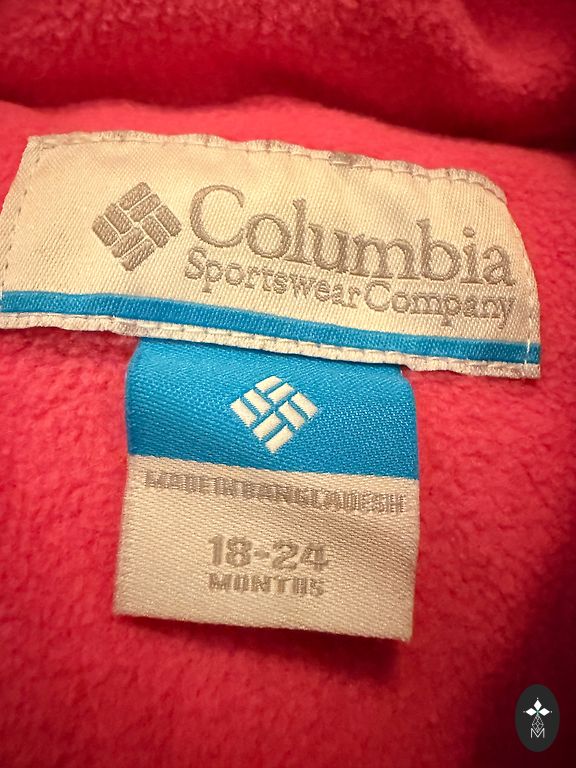 Columbia
Sportswear Company
MADE IN BANGLADESH
18-24
MONTHS
M